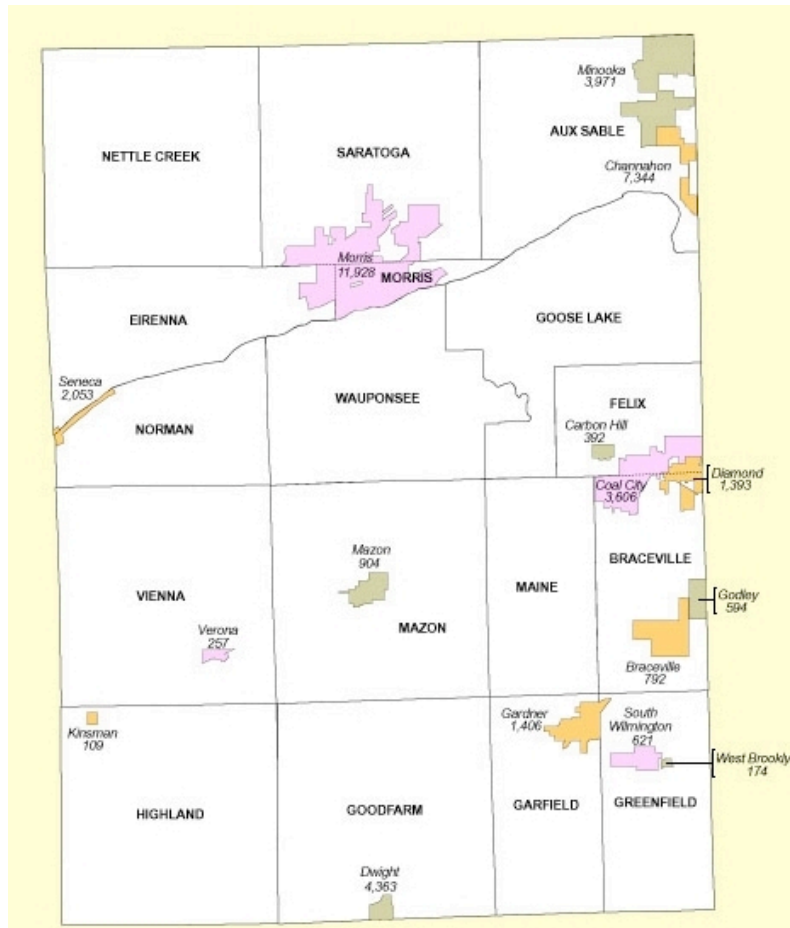 Minooka
3,971
AUX SABLE
NETTLE CREEK
SARATOGA
Channahon
7,344
Morris
11,928
MORRIS
EIRENNA
GOOSE LAKE
Seneca
2,053
NORMAN
WAUPONSEE
FELIX
Carbon Hill
392
Coal City
3,606
Diamond
1,393
BRACEVILLE
Mazon
904
MAINE
VIENNA
Godley
594
MAZON
Verona
257
Braceville
792
Kinsman
109
Gardner
1,406
South
Wilmington
621
West Brookly
174
HIGHLAND
GOODFARM
GARFIELD
GREENFIELD
Dwight
4,363